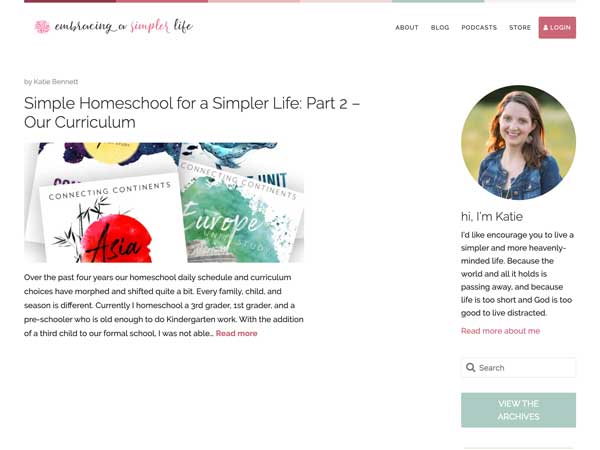 embracing a simpler life
ABOUT BLOG PODCASTS STORE LOGIN
by Katie Bennett
Simple Homeschool for a Simpler Life: Part 2 –
Our Curriculum
CONNECTING CONTINENTS
Asia
CONNECTING CONTINENTS
Europe
Over the past four years our homeschool daily schedule and curriculum
choices have morphed and shifted quite a bit. Every family, child, and
season is different. Currently I homeschool a 3rd grader, 1st grader, and a
pre-schooler who is old enough to do Kindergarten work. With the addition
of a third child to our formal school, I was not able… Read more
hi, I'm Katie
I'd like encourage you to live a
simpler and more heavenly-
minded life. Because the
world and all it holds is
passing away, and because
life is too short and God is too
good to live distracted.
Read more about me
Search
VIEW THE
ARCHIVES